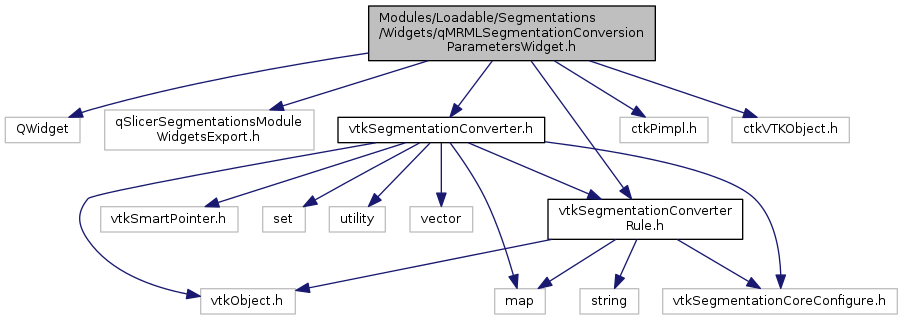 Modules/Loadable/Segmentations
/Widgets/qMRMLSegmentationConversion
ParametersWidget.h
QWidget
qSlicerSegmentationsModule
WidgetsExport.h
vtkSegmentationConverter.h
ctkPimpl.h
ctkVTKObject.h
vtkSmartPointer.h
set
utility
vector
vtkSegmentationConverter
Rule.h
vtkObject.h
map
string
vtkSegmentationCoreConfigure.h